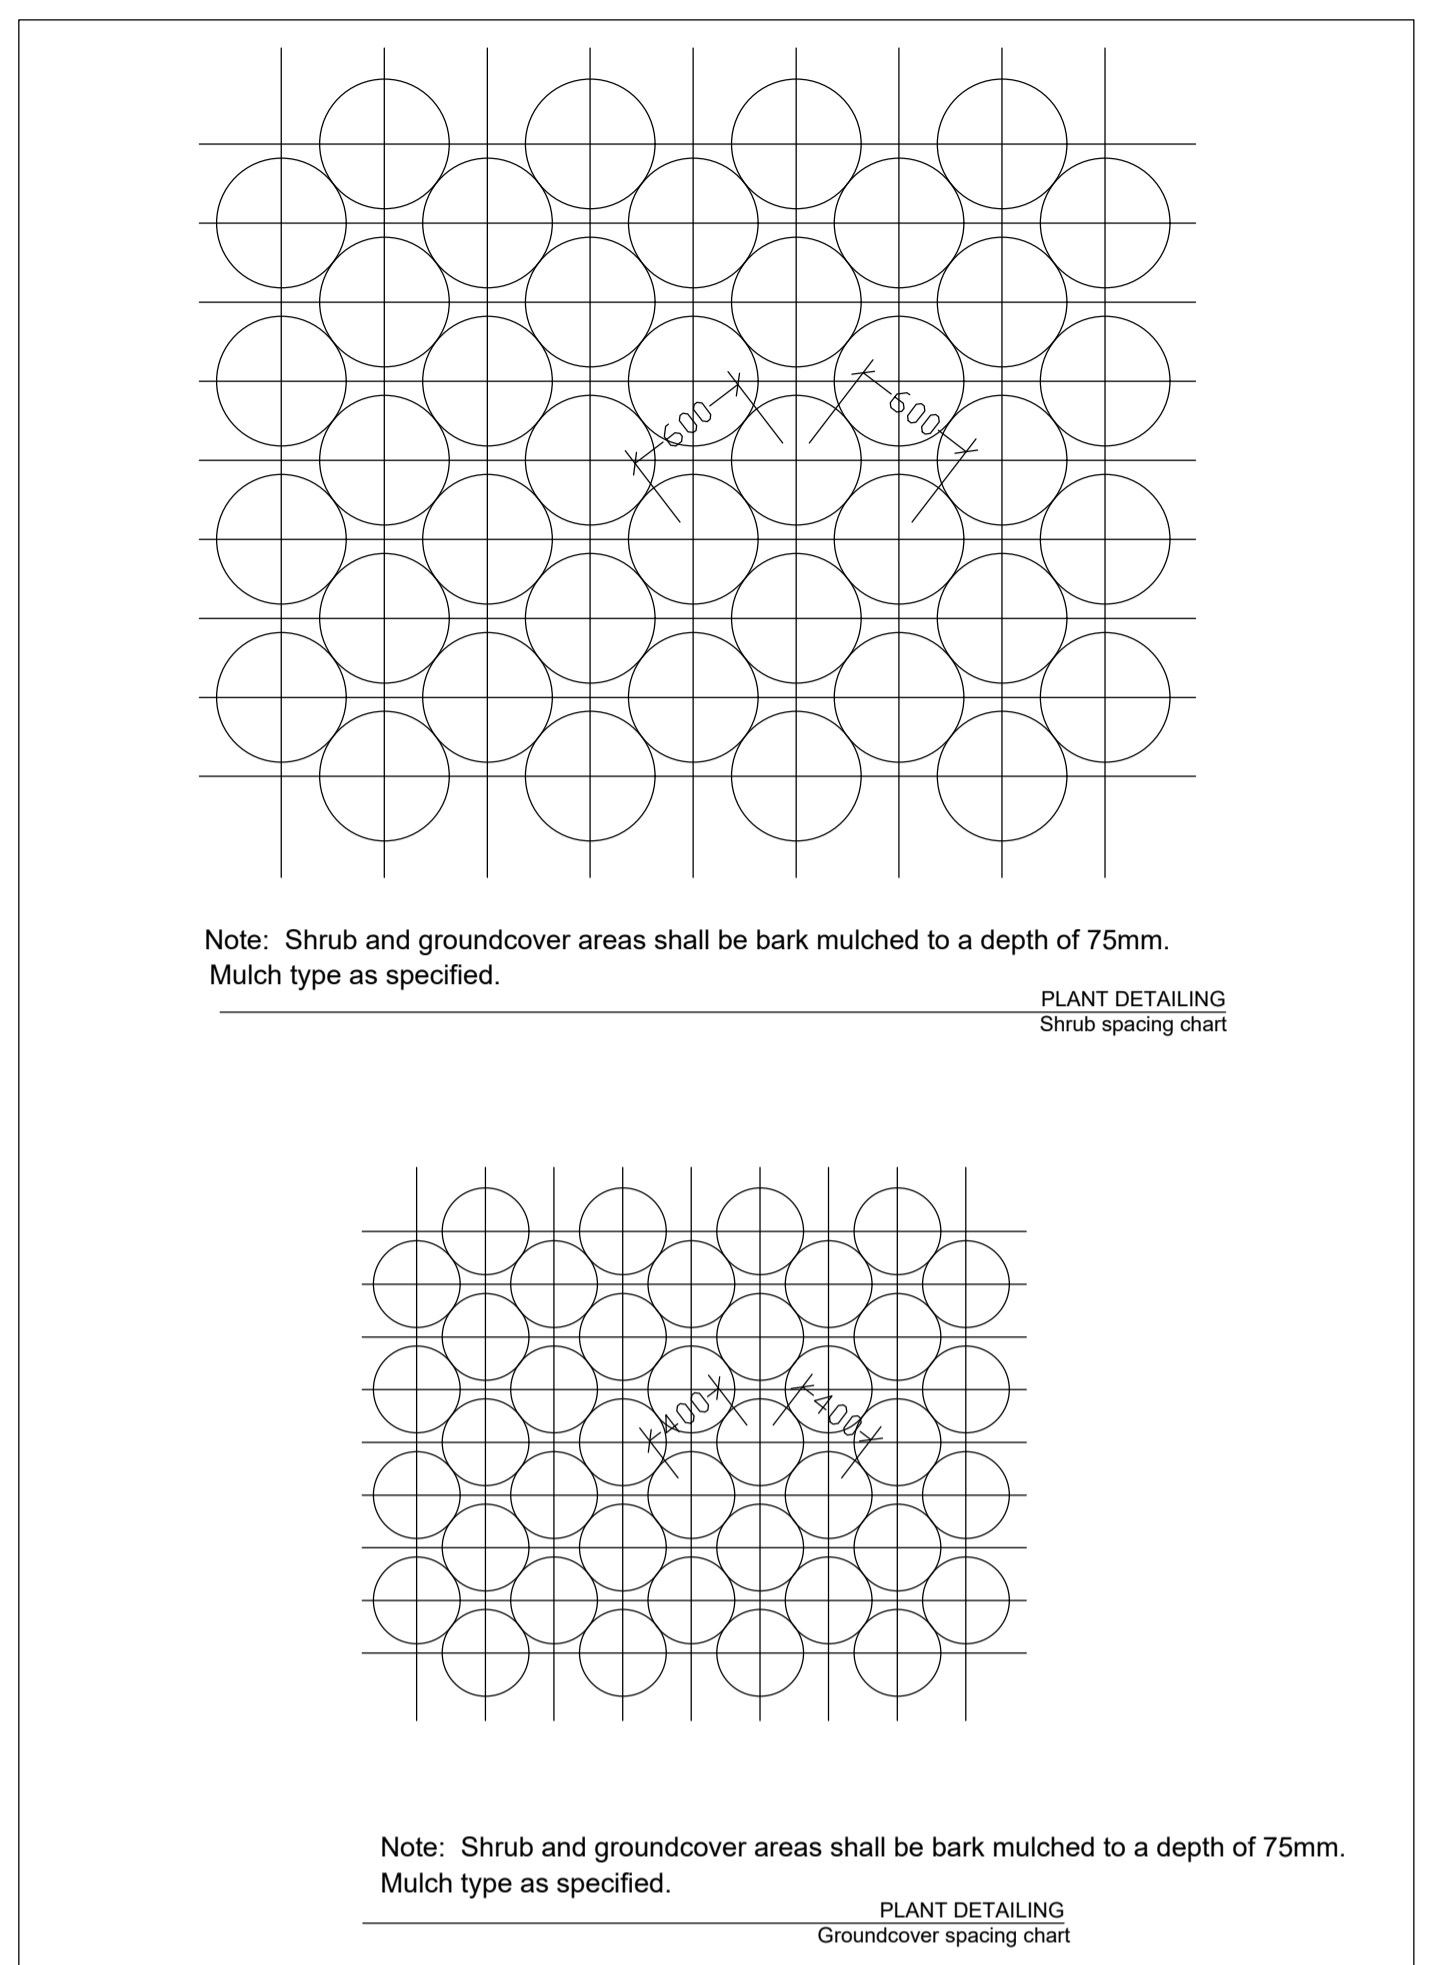 600
600
Note:  Shrub and groundcover areas shall be bark mulched to a depth of 75mm.
Mulch type as specified.
PLANT DETAILING
Shrub spacing chart
400
400
Note:  Shrub and groundcover areas shall be bark mulched to a depth of 75mm.
Mulch type as specified.
PLANT DETAILING
Groundcover spacing chart